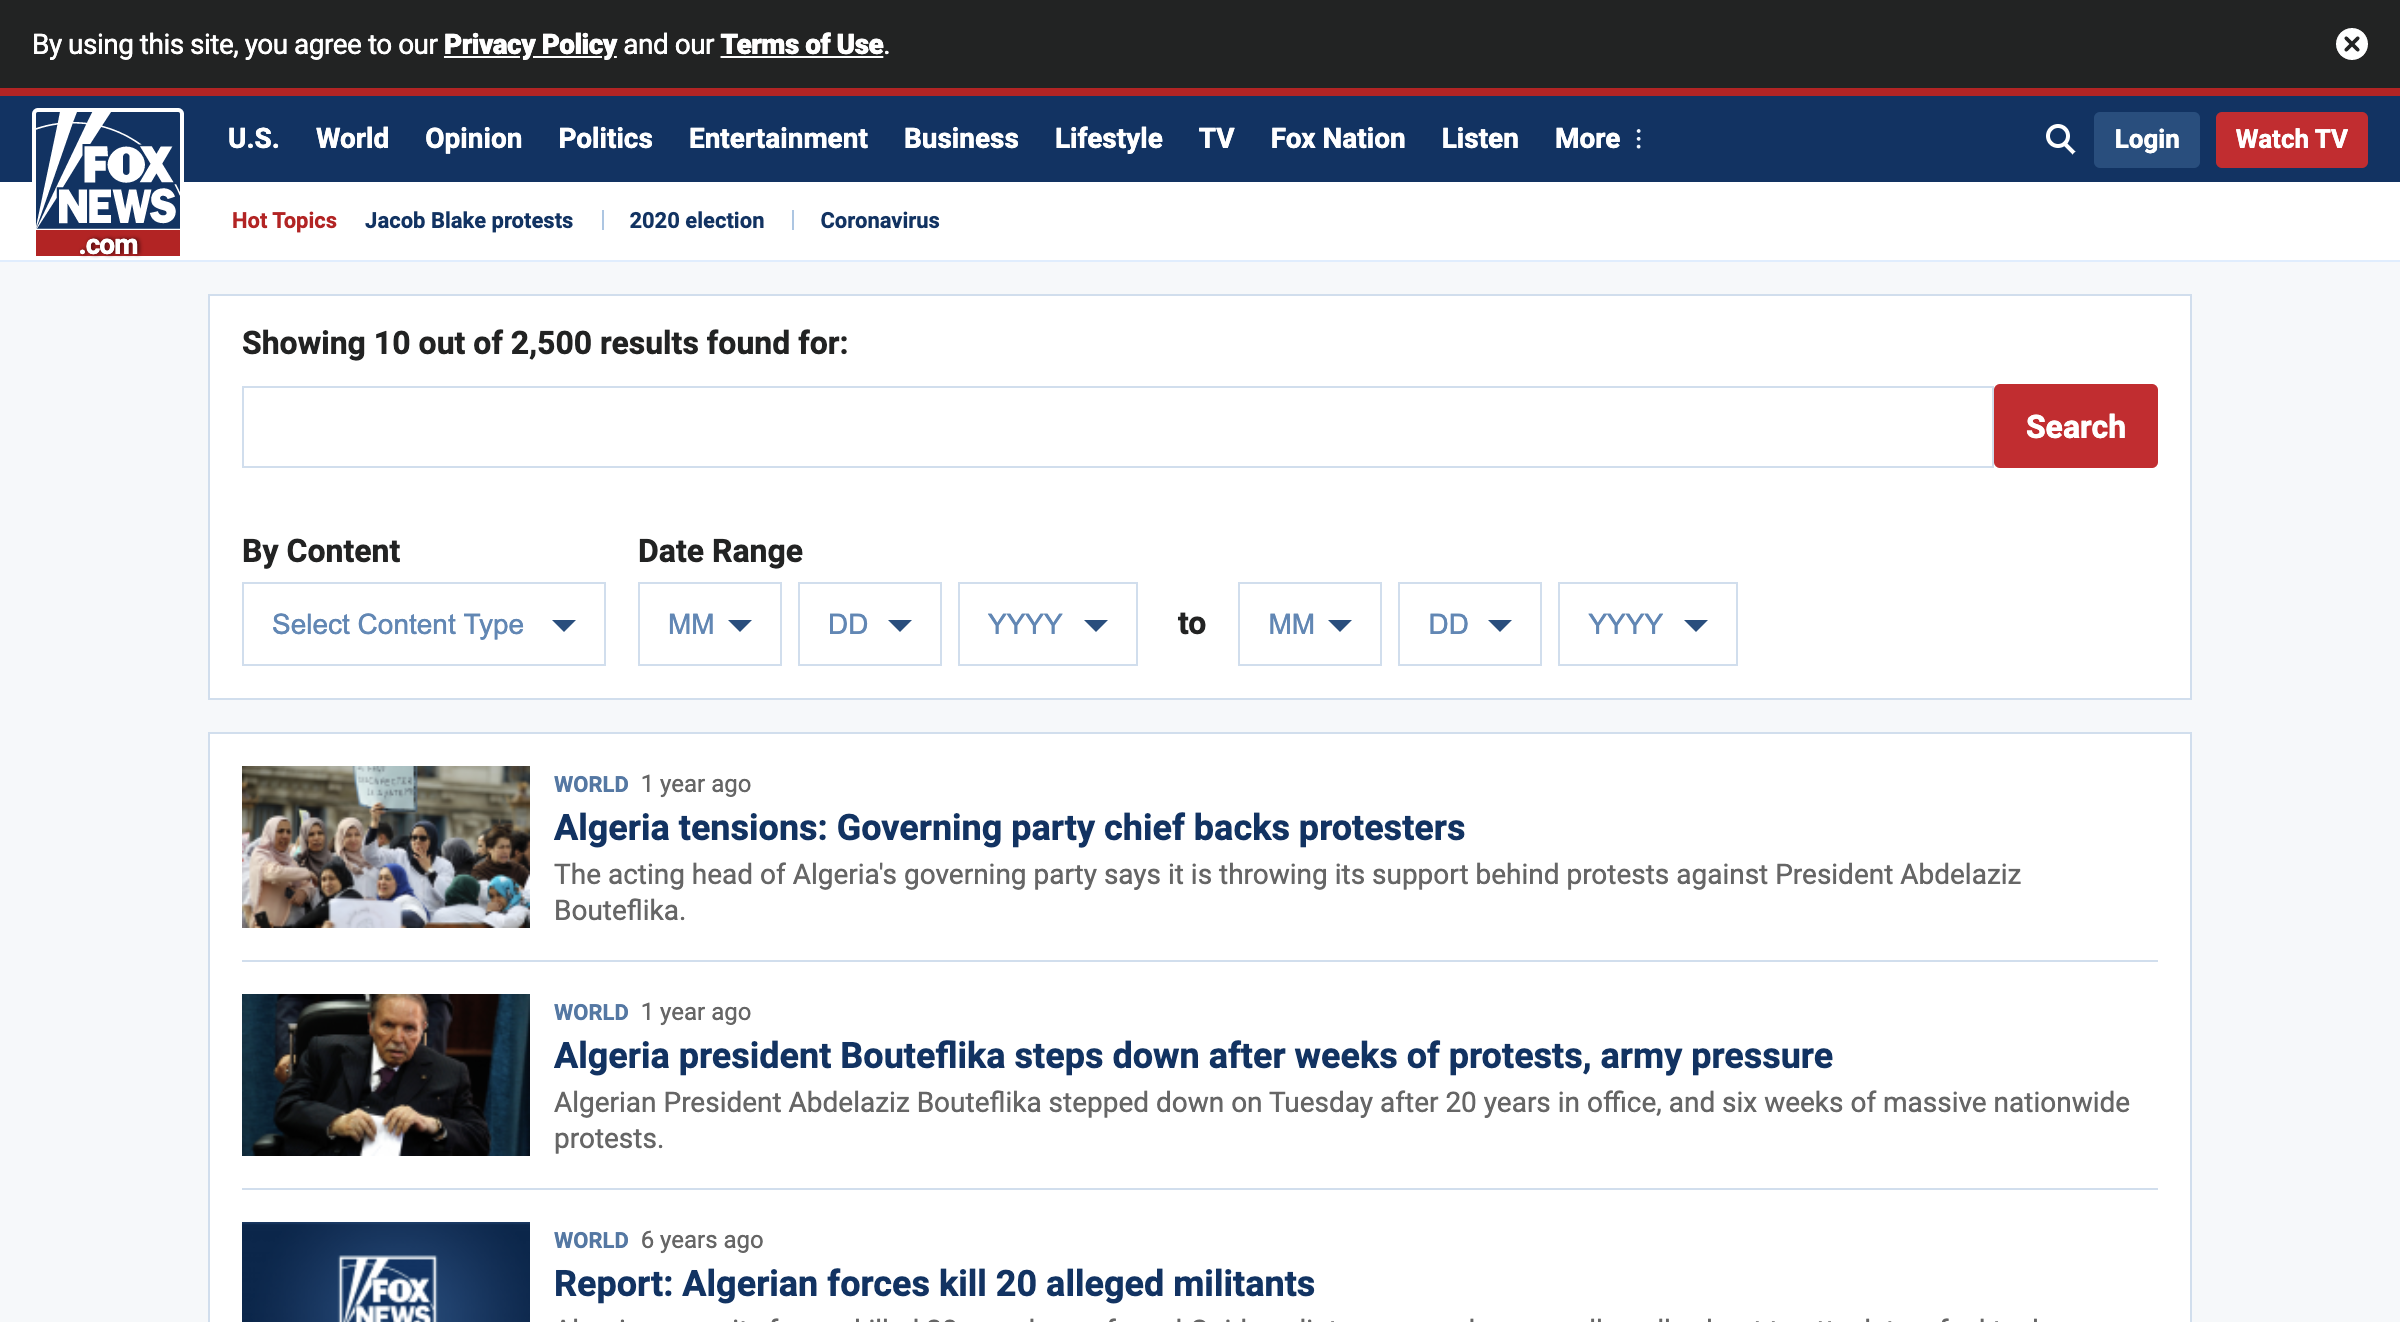 By using this site, you agree to our Privacy Policy and our Terms of Use.
FOX
NEWS
.com
U.S. World Opinion Politics Entertainment Business Lifestyle TV Fox Nation Listen More
Login
Watch TV
Hot Topics Jacob Blake protests 2020 election Coronavirus
Showing 10 out of 2,500 results found for:
Search
By Content Date Range
Select Content Type MM DD YYYY to MM DD YYYY
WORLD 1 year ago
Algeria tensions: Governing party chief backs protesters
The acting head of Algeria's governing party says it is throwing its support behind protests against President Abdelaziz
Bouteflika.
WORLD 1 year ago
Algeria president Bouteflika steps down after weeks of protests, army pressure
Algerian President Abdelaziz Bouteflika stepped down on Tuesday after 20 years in office, and six weeks of massive nationwide
protests.
FOX
NEWS
WORLD 6 years ago
Report: Algerian forces kill 20 alleged militants